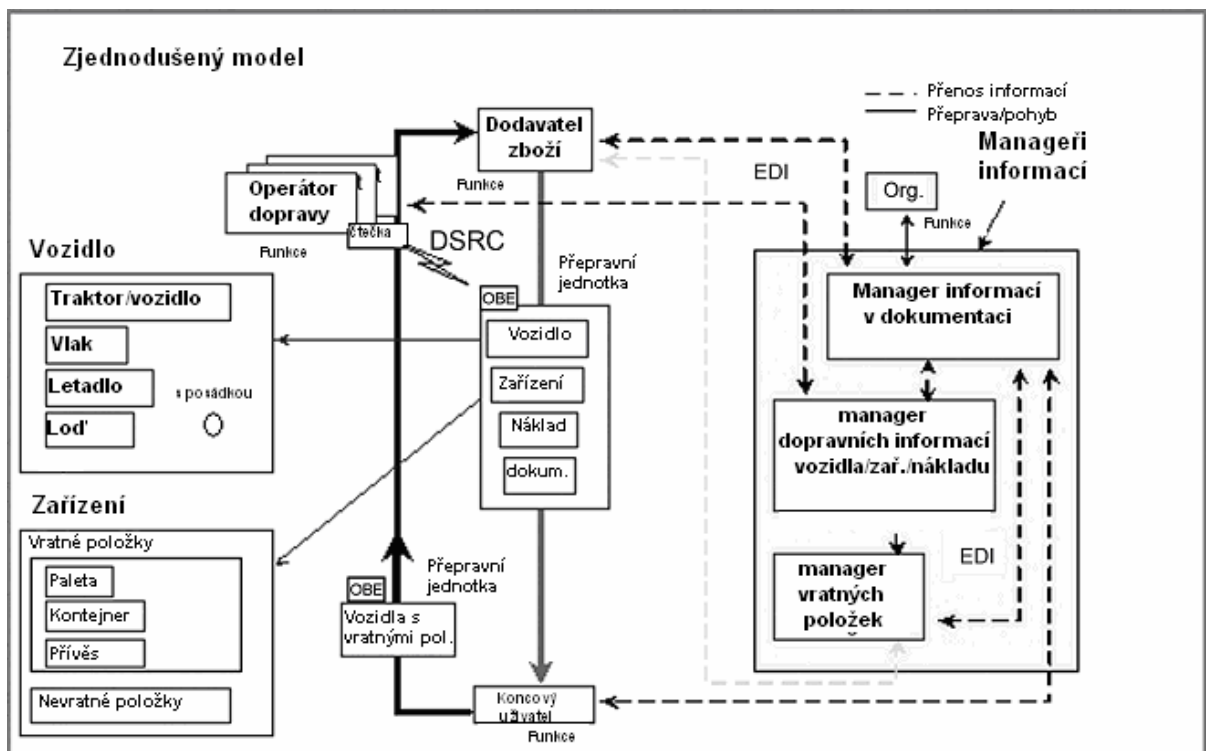 Zjednodušený model
Přenos informací
Přeprava/pohyb
Manageři
informací
Dodavatel
zboží
Funkce
EDI
Org.
Funkce
Operátor
dopravy
t
t
čtečka
Funkce
DSRC
Přepravní
jednotka
OBE
Vozidlo
Zařízení
Náklad
dokum.
Vozidlo
Traktor/vozidlo
Vlak
Letadlo
Loď
s posádkou
Zařízení
Vratné položky
Paleta
Kontejner
Přívěs
Nevratné položky
Přepravní
jednotka
OBE
Vozidla s
vratnými pol.
Koncový
uživatel
Funkce
Manager informací
v dokumentaci
manager
dopravních informací
vozidla/zař./nákladu
EDI
manager
vratných
položek